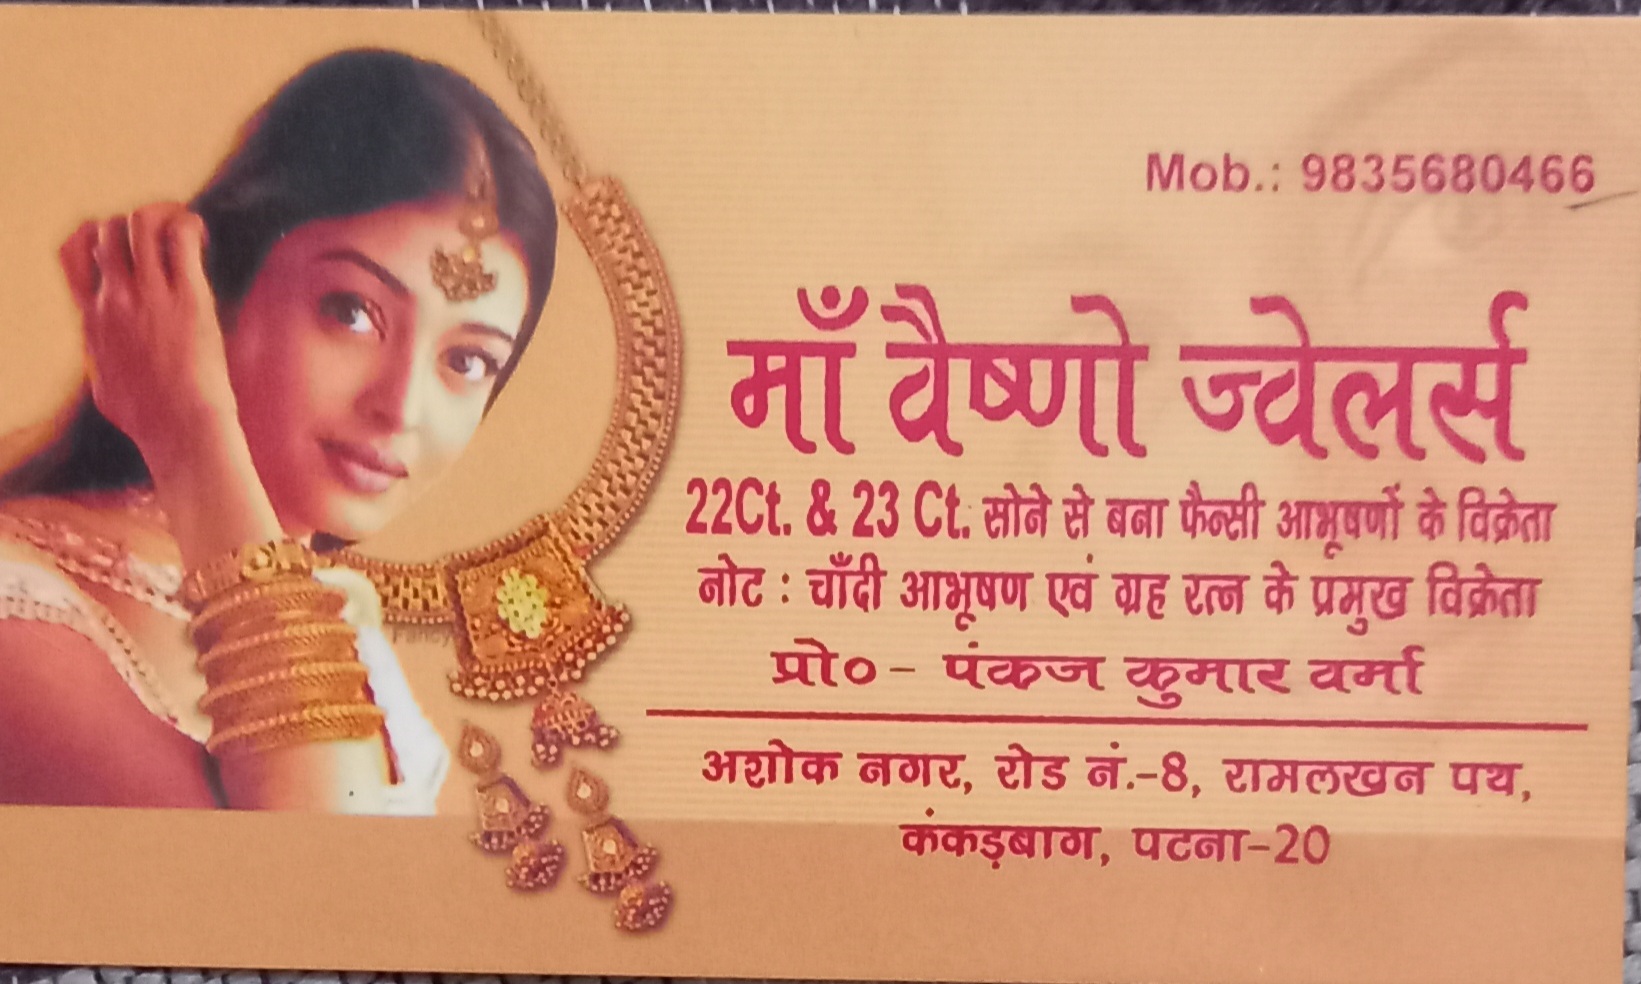 Mob.: 9835680466
माँ वैष्णो ज्वेलर्स
22Ct. & 23 Ct. सोने से बना फैन्सी आभूषणों के विक्रेता
नोट : चाँदी आभूषण एवं ग्रह रत्न के प्रमुख विक्रेता
प्रो०- पंकज कुमार वर्मा
अशोक नगर, रोड नं.-8, रामलखन पथ,
कंकड़बाग, पटना-20